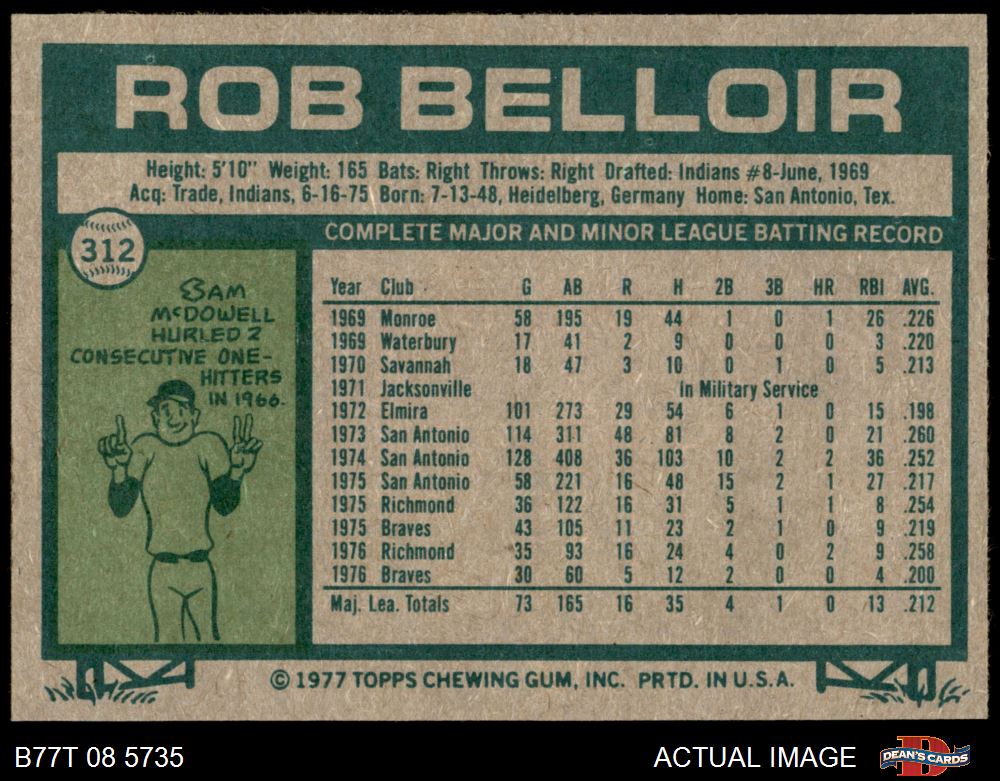 ROB BELLOIR
Height: 5'10" Weight: 165 Bats: Right Throws: Right Drafted: Indians #8-June, 1969
Acq: Trade, Indians, 6-16-75 Born: 7-13-48, Heidelberg, Germany Home: San Antonio, Tex.
312
COMPLETE MAJOR AND MINOR LEAGUE BATTING RECORD
SAM
McDOWELL
HURLED 2
CONSECUTIVE ONE-
HITTERS
IN 1966.
Year Club G AB R H 2B 3B HR RBI AVG.
1969 Monroe 58 195 19 44 1 0 1 26 .226
1969 Waterbury 17 41 2 9 0 0 0 3 .220
1970 Savannah 18 47 3 10 0 1 0 5 .213
1971 Jacksonville In Military Service
1972 Elmira 101 273 29 54 6 1 0 15 .198
1973 San Antonio 114 311 48 81 8 2 0 21 .260
1974 San Antonio 128 408 36 103 10 2 2 36 .252
1975 San Antonio 58 221 16 48 15 2 1 27 .217
1975 Richmond 36 122 16 31 5 1 1 8 .254
1975 Braves 43 105 11 23 2 1 0 9 .219
1976 Richmond 35 93 16 24 4 0 2 9 .258
1976 Braves 30 60 5 12 2 0 0 4 .200
Maj. Lea. Totals 73 165 16 35 4 1 0 13 .212
© 1977 TOPPS CHEWING GUM, INC. PRTD. IN U.S.A.
B77T 08 5735
ACTUAL IMAGE
DEAN'S CARDS